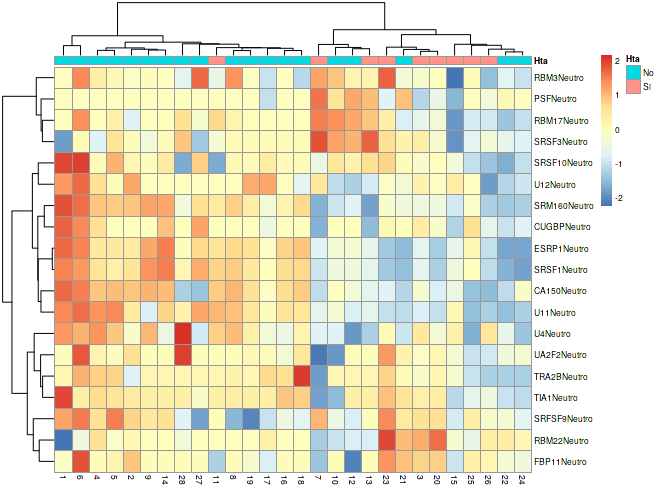 Hta
RBM3Neutro
PSFNeutro
RBM17Neutro
SRSF3Neutro
SRSF10Neutro
U12Neutro
SRM160Neutro
CUGBPNeutro
ESRP1Neutro
SRSF1Neutro
CA150Neutro
U11Neutro
U4Neutro
UA2F2Neutro
TRA2BNeutro
TIA1Neutro
SRFSF9Neutro
RBM22Neutro
FBP11Neutro
1 6 4 5 2 9 14 28 27 11 8 19 17 16 18 7 10 12 13 23 21 3 20 15 25 26 22 24
2
1
0
-1
-2
Hta
No
SI